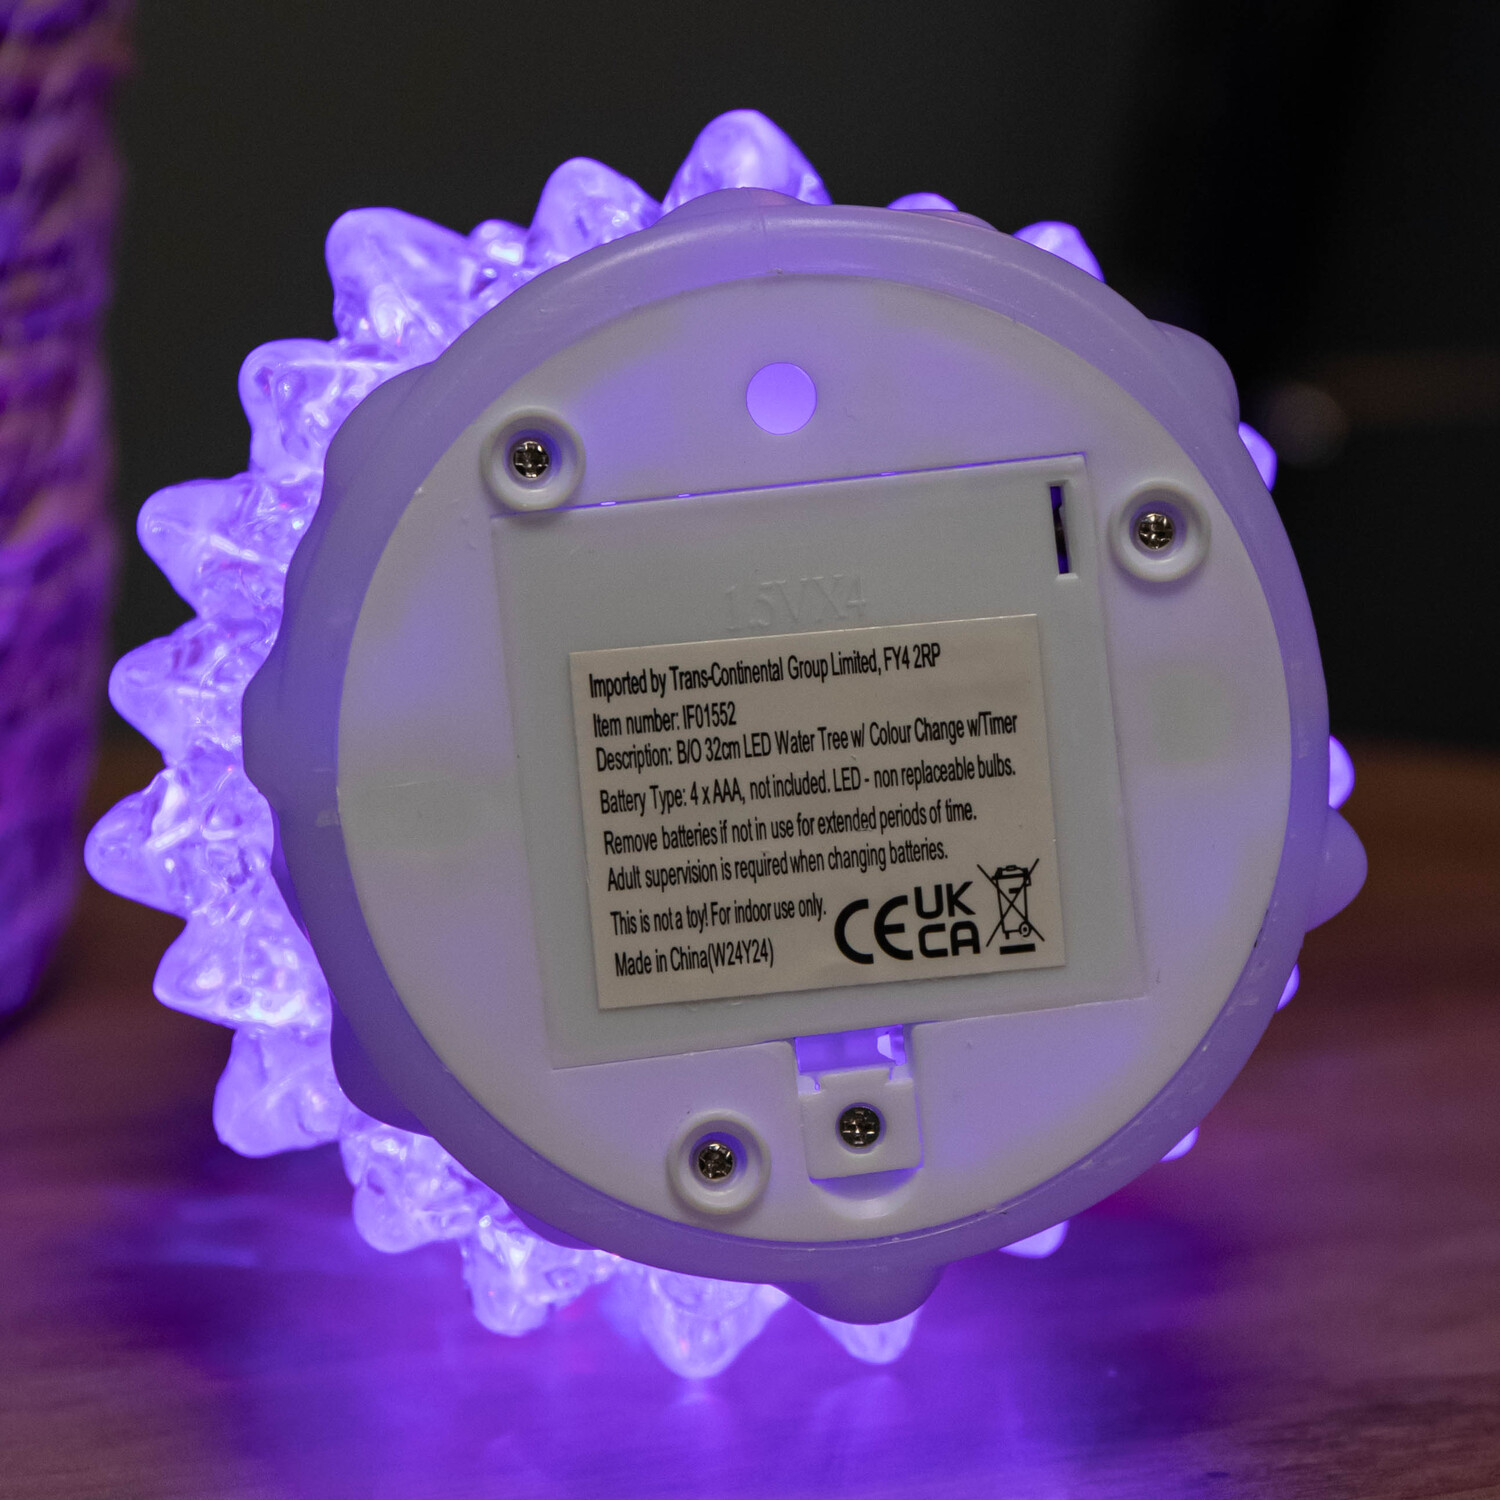 1.5VX4
Imported by Trans-Continental Group Limited, FY4 2RP
Item number: IF01552
Description: B/O 32cm LED Water Tree w/ Colour Change w/Timer
Battery Type: 4 x AAA, not included. LED - non replaceable bulbs.
Remove batteries if not in use for extended periods of time.
Adult supervision is required when changing batteries.
This is not a toy! For indoor use only.
Made in China(W24Y24)
CE UK
CA